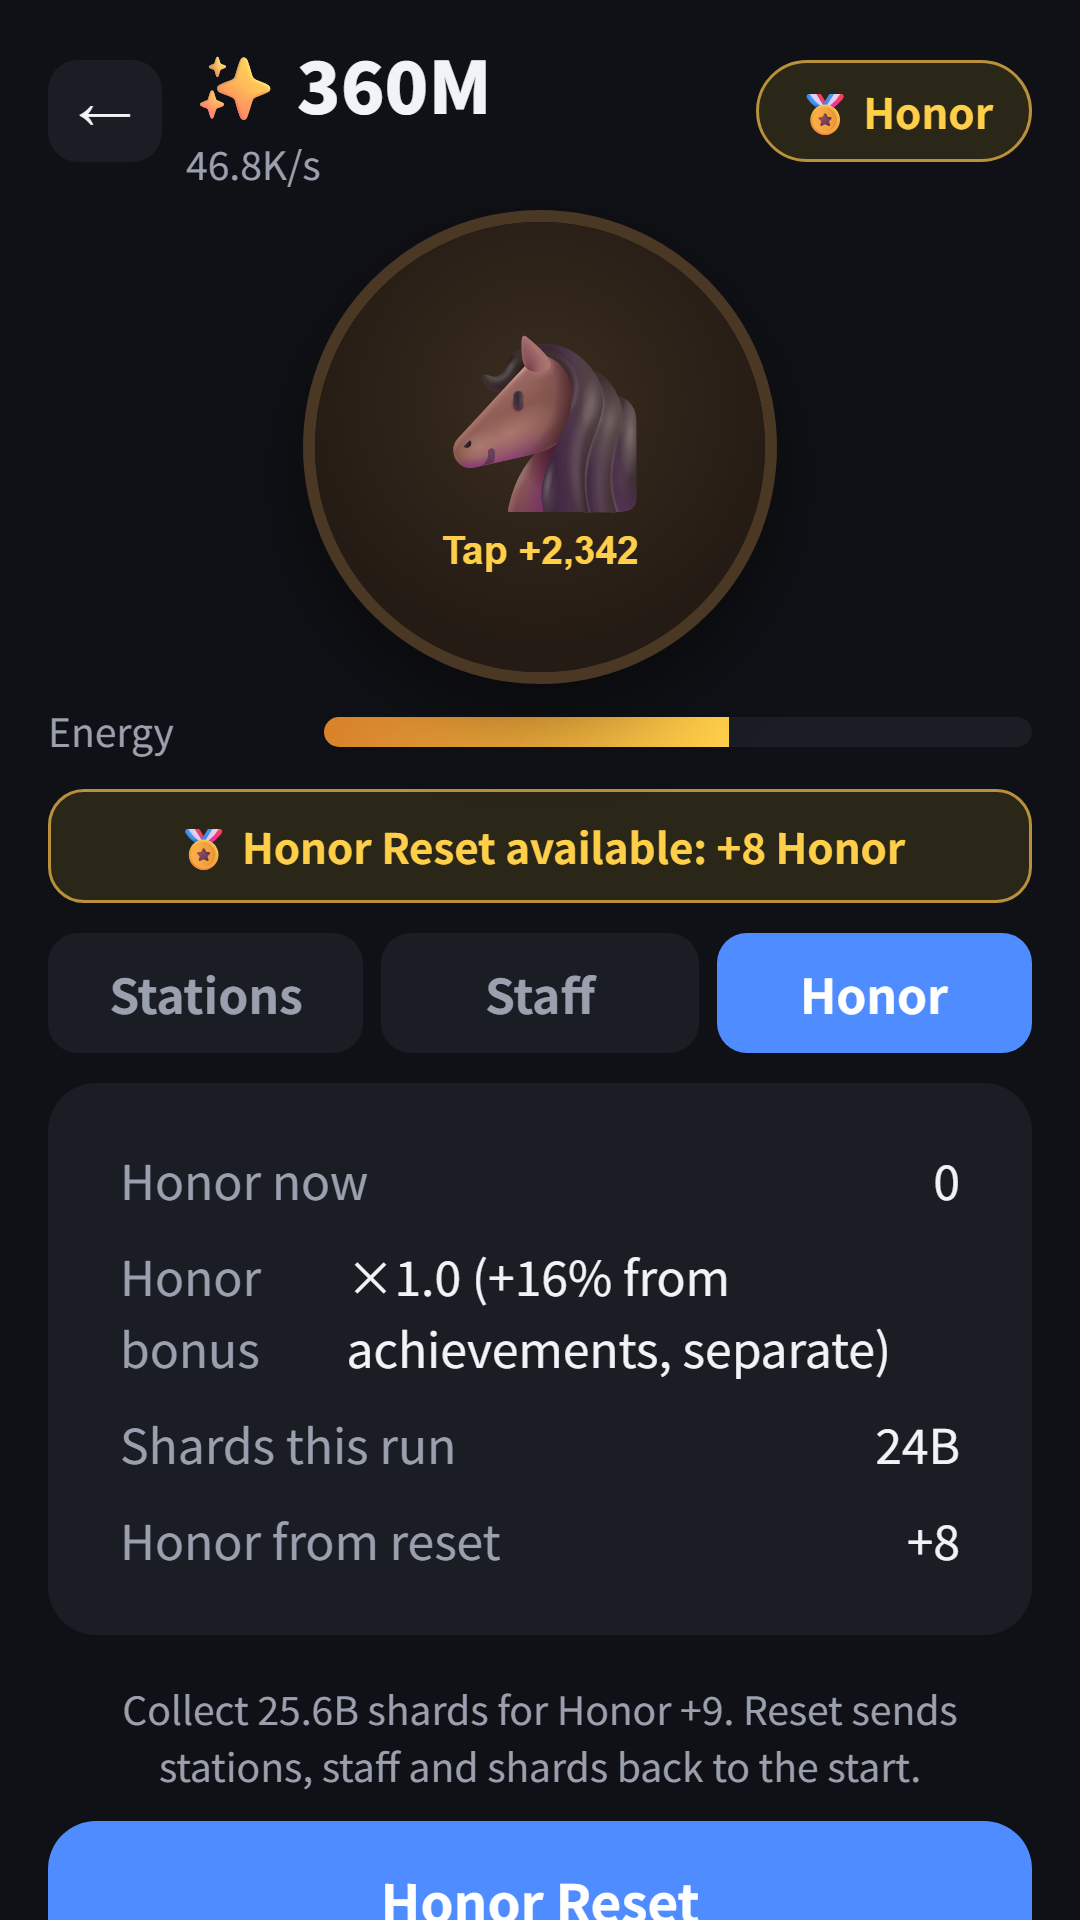 ← ✨ 360M
46.8K/s
🏅 Honor
Tap +2,342
Energy
🏅 Honor Reset available: +8 Honor
Stations Staff Honor
Honor now 0
Honor bonus ×1.0 (+16% from achievements, separate)
Shards this run 24B
Honor from reset +8
Collect 25.6B shards for Honor +9. Reset sends
stations, staff and shards back to the start.
Honor Reset